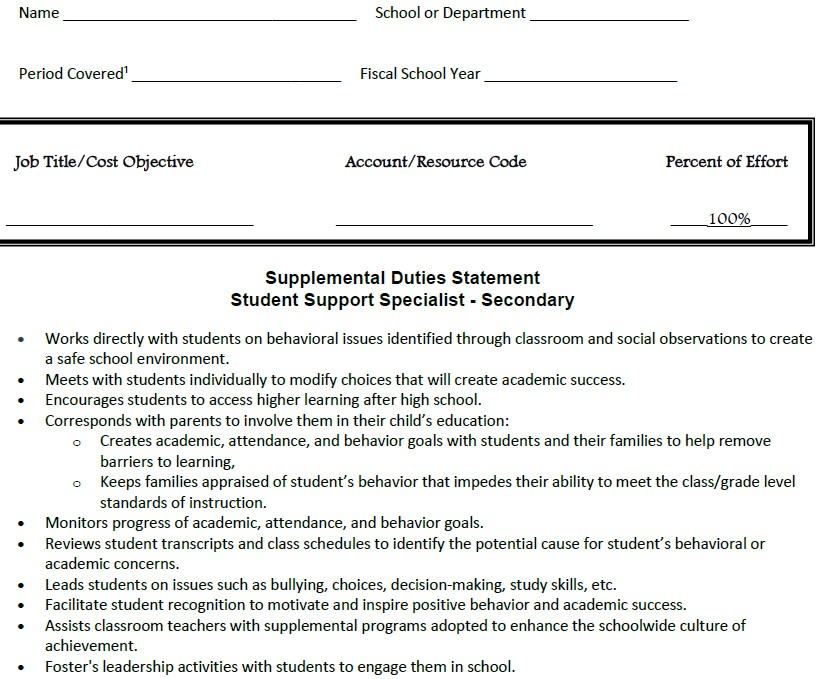 Name ______________________________ School or Department ________________
Period Covered¹ _____________________ Fiscal School Year ____________________
Job Title/Cost Objective Account/Resource Code Percent of Effort
_________________________ __________________________ ____100%____
Supplemental Duties Statement
Student Support Specialist - Secondary
• Works directly with students on behavioral issues identified through classroom and social observations to create
a safe school environment.
• Meets with students individually to modify choices that will create academic success.
• Encourages students to access higher learning after high school.
• Corresponds with parents to involve them in their child’s education:
o Creates academic, attendance, and behavior goals with students and their families to help remove
barriers to learning,
o Keeps families appraised of student’s behavior that impedes their ability to meet the class/grade level
standards of instruction.
• Monitors progress of academic, attendance, and behavior goals.
• Reviews student transcripts and class schedules to identify the potential cause for student’s behavioral or
academic concerns.
• Leads students on issues such as bullying, choices, decision-making, study skills, etc.
• Facilitate student recognition to motivate and inspire positive behavior and academic success.
• Assists classroom teachers with supplemental programs adopted to enhance the schoolwide culture of
achievement.
• Foster's leadership activities with students to engage them in school.